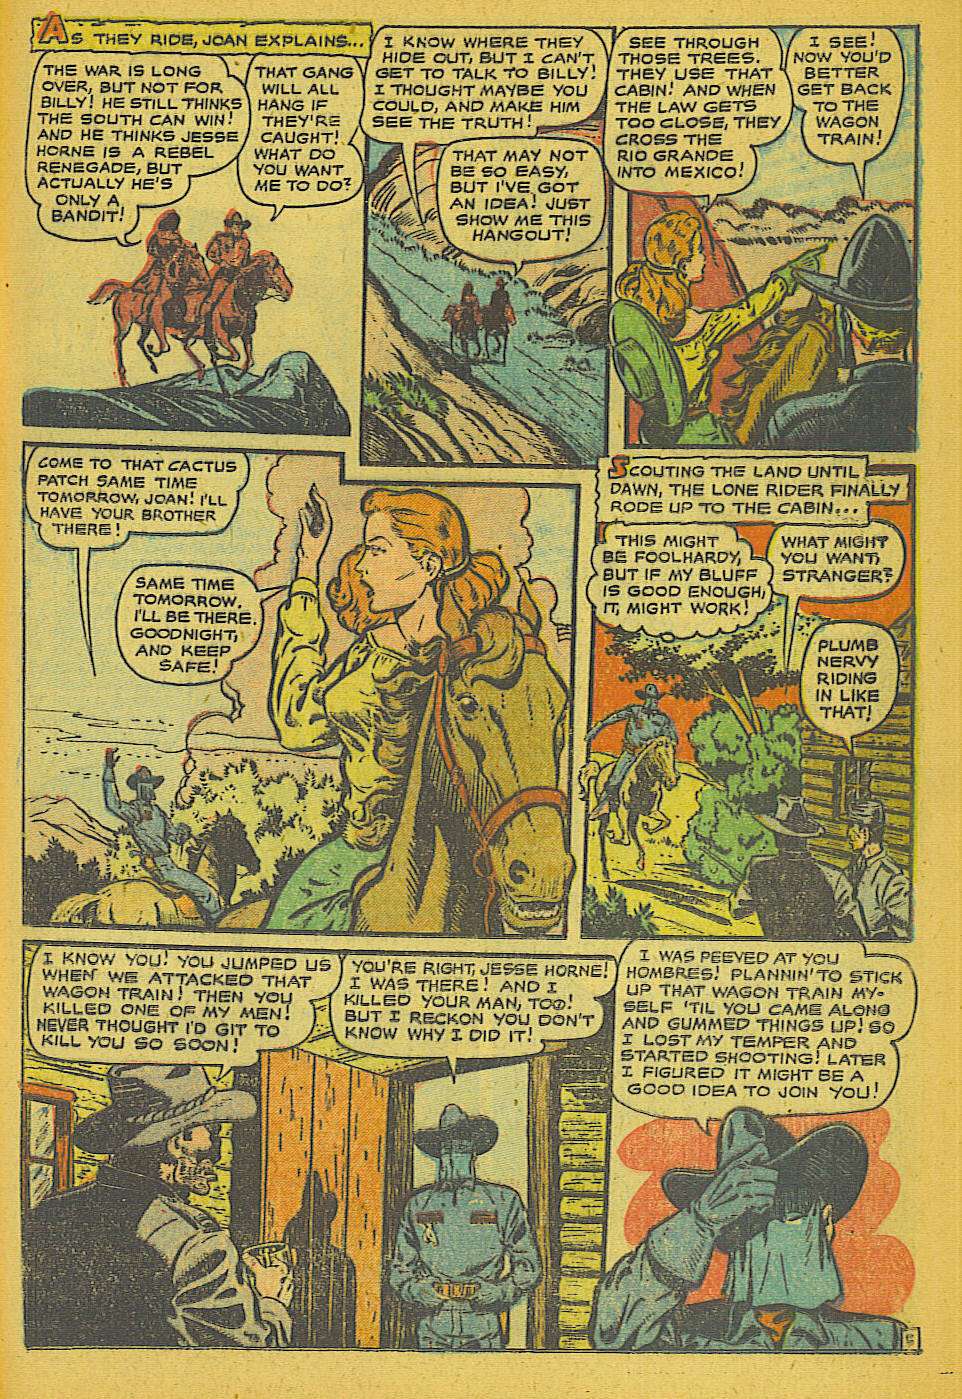 AS THEY RIDE, JOAN EXPLAINS...
THE WAR IS LONG
OVER, BUT NOT FOR
BILLY! HE STILL THINKS
THE SOUTH CAN WIN!
AND HE THINKS JESSE
HORNE IS A REBEL
RENEGADE, BUT
ACTUALLY HE'S
ONLY A
BANDIT!
THAT GANG
WILL ALL
HANG IF
THEY'RE
CAUGHT!
WHAT DO
YOU WANT
ME TO DO?
I KNOW WHERE THEY
HIDE OUT, BUT I CAN'T
GET TO TALK TO BILLY!
I THOUGHT MAYBE YOU
COULD, AND MAKE HIM
SEE THE TRUTH!
THAT MAY NOT
BE SO EASY,
BUT I'VE GOT
AN IDEA! JUST
SHOW ME THIS
HANGOUT!
SEE THROUGH
THOSE TREES.
THEY USE THAT
CABIN! AND WHEN
THE LAW GETS
TOO CLOSE, THEY
CROSS THE
RIO GRANDE
INTO MEXICO!
I SEE!
NOW YOU'D
BETTER
GET BACK
TO THE
WAGON
TRAIN!
COME TO THAT CACTUS
PATCH SAME TIME
TOMORROW, JOAN! I'LL
HAVE YOUR BROTHER
THERE!
SAME TIME
TOMORROW.
I'LL BE THERE.
GOODNIGHT,
AND KEEP
SAFE!
SCOUTING THE LAND UNTIL
DAWN, THE LONE RIDER FINALLY
RODE UP TO THE CABIN...
THIS MIGHT
BE FOOLHARDY,
BUT IF MY BLUFF
IS GOOD ENOUGH,
IT MIGHT WORK!
WHAT MIGHT
YOU WANT,
STRANGER?
PLUMB
NERVY
RIDING
IN LIKE
THAT!
I KNOW YOU! YOU JUMPED US
WHEN WE ATTACKED THAT
WAGON TRAIN! THEN YOU
KILLED ONE OF MY MEN!
NEVER THOUGHT I'D GIT TO
KILL YOU SO SOON!
YOU'RE RIGHT, JESSE HORNE!
I WAS THERE! AND I
KILLED YOUR MAN, TOO!
BUT I RECKON YOU DON'T
KNOW WHY I DID IT!
I WAS PEEVED AT YOU
HOMBRES! PLANNIN' TO STICK
UP THAT WAGON TRAIN MY-
SELF 'TIL YOU CAME ALONG
AND GUMMED THINGS UP! SO
I LOST MY TEMPER AND
STARTED SHOOTING! LATER
I FIGURED IT MIGHT BE A
GOOD IDEA TO JOIN YOU!